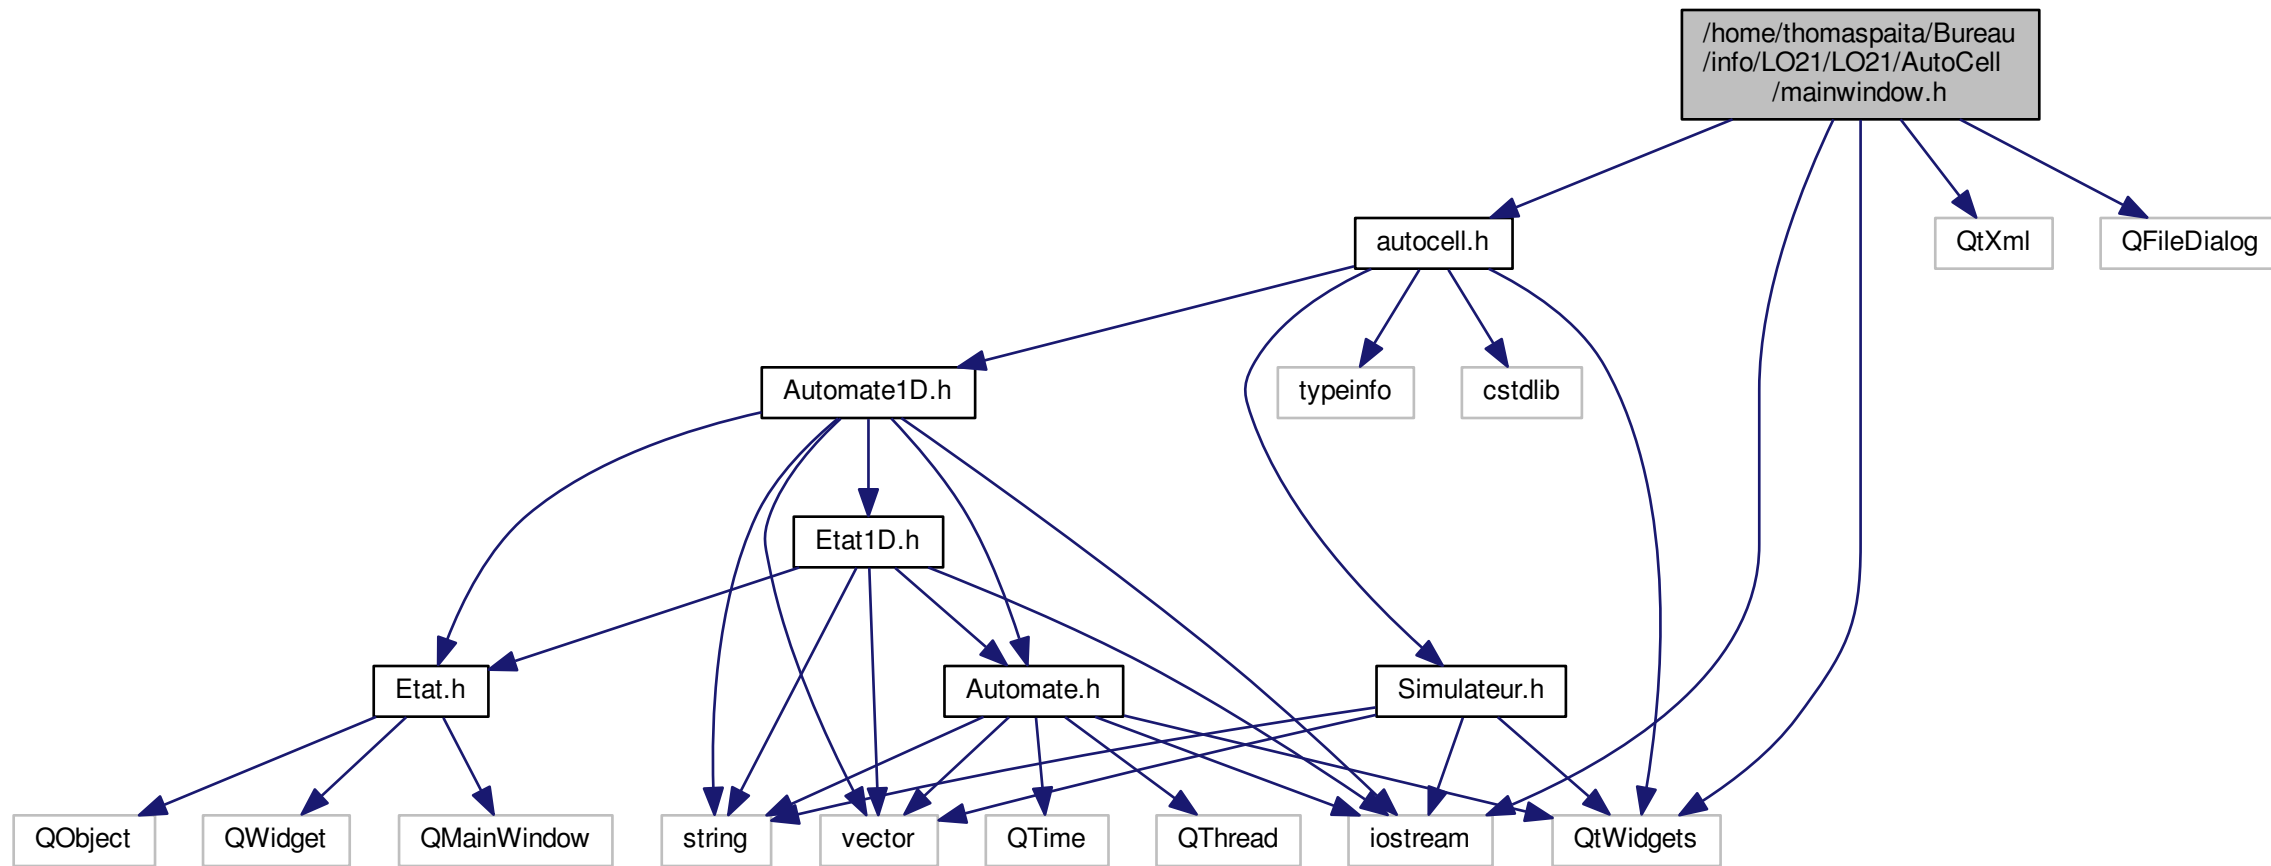 /home/thomaspaita/Bureau
/info/LO21/LO21/AutoCell
/mainwindow.h
autocell.h
QtXml
QFileDialog
Automate1D.h
typeinfo
cstdlib
Etat1D.h
Etat.h
Automate.h
Simulateur.h
QObject
QWidget
QMainWindow
string
vector
QTime
QThread
iostream
QtWidgets